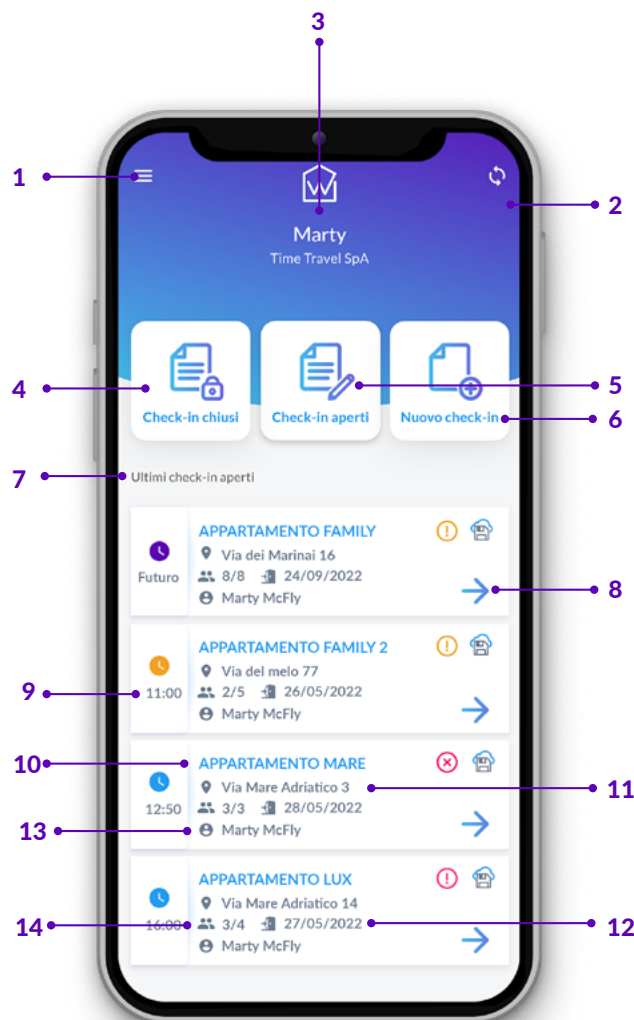 3
1
2
Marty
Time Travel SpA
4
5
6
Check-in chiusi
Check-in aperti
Nuovo check-in
7
Ultimi check-in aperti
APPARTAMENTO FAMILY
Via dei Marinai 16
Futuro
8/8 24/09/2022
8
Marty McFly
APPARTAMENTO FAMILY 2
Via del melo 77
9
11:00
2/5 26/05/2022
Marty McFly
10
APPARTAMENTO MARE
Via Mare Adriatico 3
11
12:50
3/3 28/05/2022
13
Marty McFly
APPARTAMENTO LUX
Via Mare Adriatico 14
14
16:00
3/4 27/05/2022
12
Marty McFly